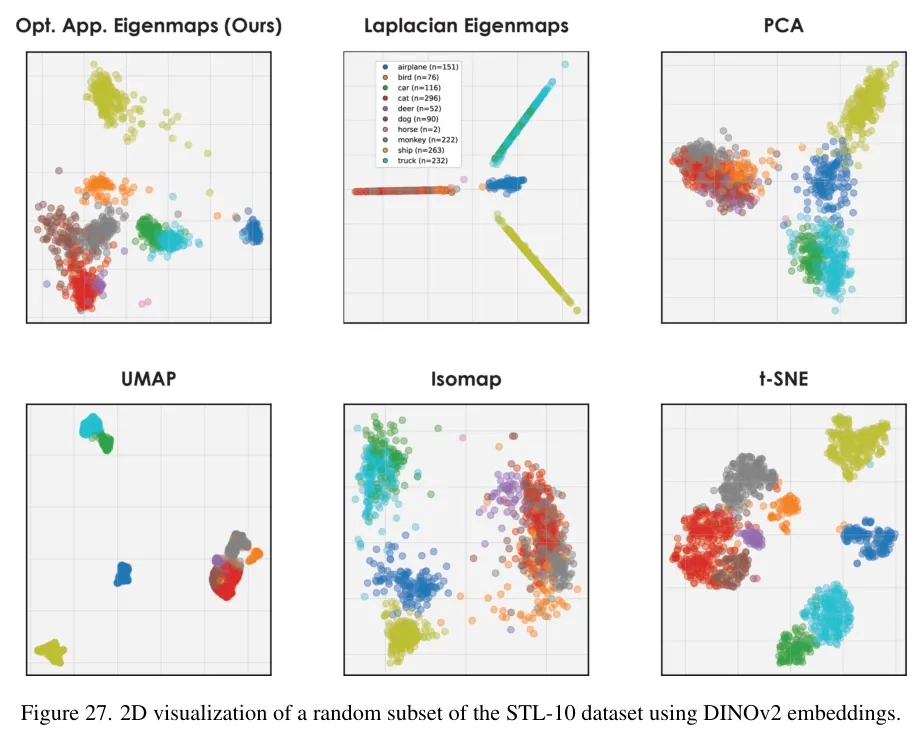 Opt. App. Eigenmaps (Ours)
Laplacian Eigenmaps
PCA
airplane (n=151)
bird (n=76)
car (n=116)
cat (n=296)
deer (n=52)
dog (n=90)
horse (n=2)
monkey (n=222)
ship (n=263)
truck (n=232)
UMAP
Isomap
t-SNE
Figure 27. 2D visualization of a random subset of the STL-10 dataset using DINOv2 embeddings.